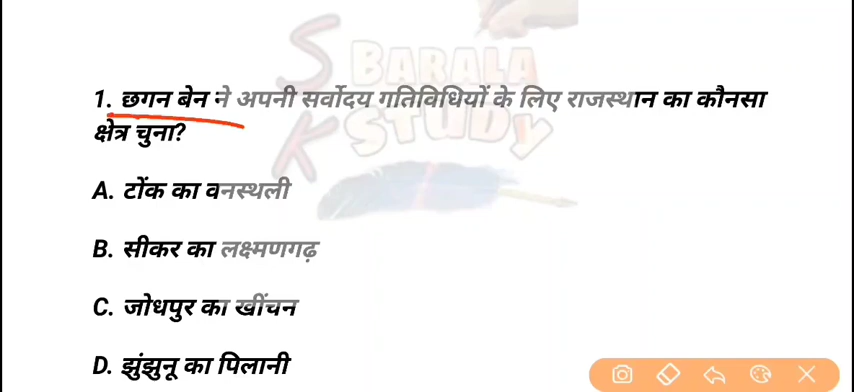 S BARALA
K STUDY
1. छगन बेन ने अपनी सर्वोदय गतिविधियों के लिए राजस्थान का कौनसा
क्षेत्र चुना?
A. टोंक का वनस्थली
B. सीकर का लक्ष्मणगढ़
C. जोधपुर का खींचन
D. झुंझुनू का पिलानी